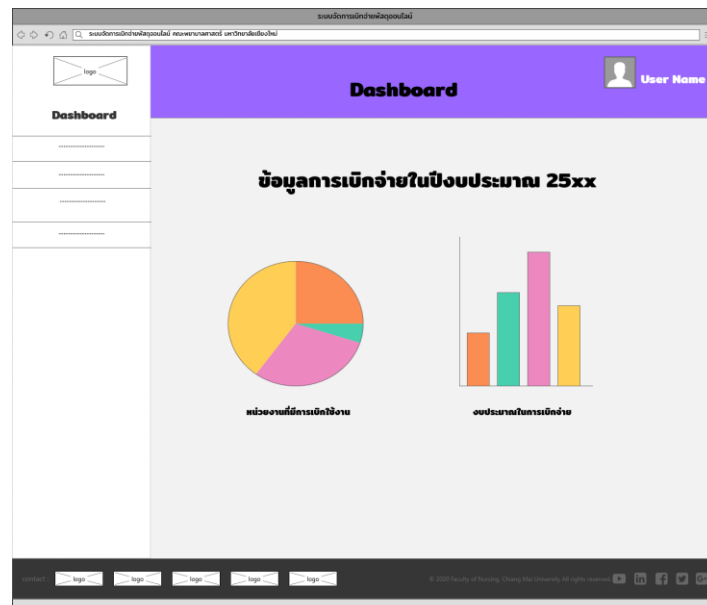 ระบบจัดการเบิกจ่ายพัสดุออนไลน์
ระบบจัดการเบิกจ่ายพัสดุออนไลน์ คณะพยาบาลศาสตร์ มหาวิทยาลัยเชียงใหม่
logo
Dashboard
User Name
Dashboard
ข้อมูลการเบิกจ่ายในปีงบประมาณ 25xx
หน่วยงานที่มีการเบิกใช้งาน
งบประมาณในการเบิกจ่าย
contact :
logo
logo
logo
logo
logo
© 2020 Faculty of Nursing, Chiang Mai University All rights reserved